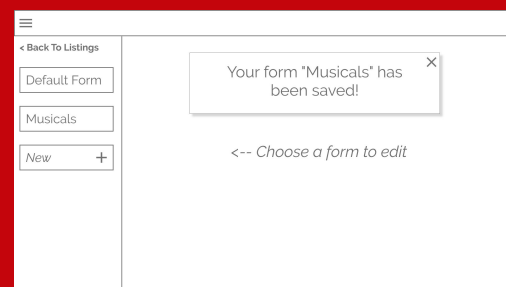 < Back To Listings
Default Form
Musicals
New +
Your form "Musicals" has
been saved!
<-- Choose a form to edit